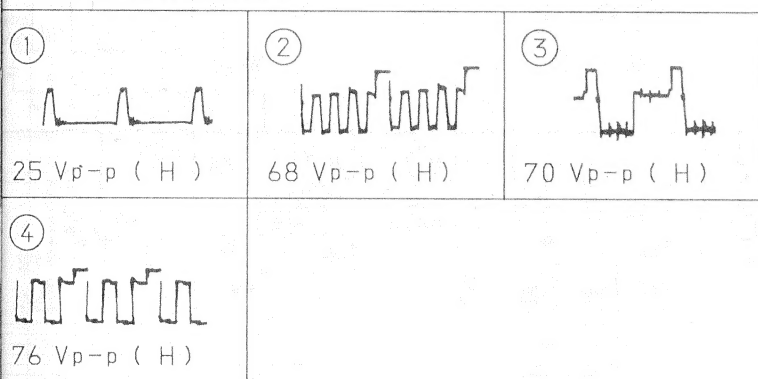 ①
25 Vp-p ( H )
②
68 Vp-p ( H )
③
70 Vp-p ( H )
④
76 Vp-p ( H )